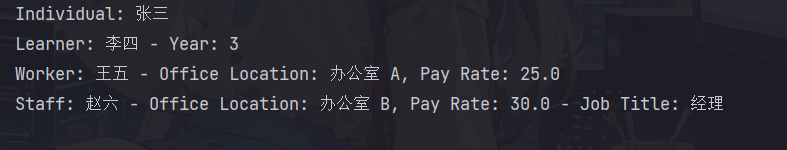 Individual: 张三
Learner: 李四 - Year: 3
Worker: 王五 - Office Location: 办公室 A, Pay Rate: 25.0
Staff: 赵六 - Office Location: 办公室 B, Pay Rate: 30.0 - Job Title: 经理